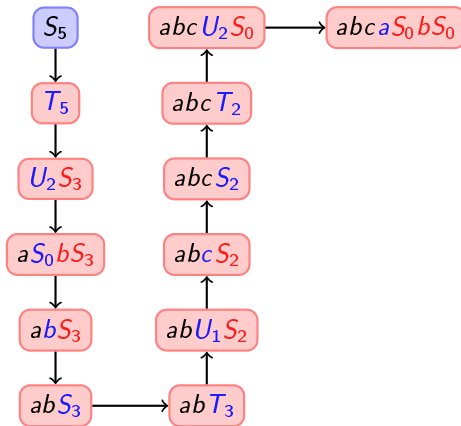 S₅
T₅
U₂S₃
aS₀bS₃
abS₃
abS₃
abT₃
abU₁S₂
abcS₂
abcS₂
abcT₂
abcU₂S₀
abcaS₀bS₀